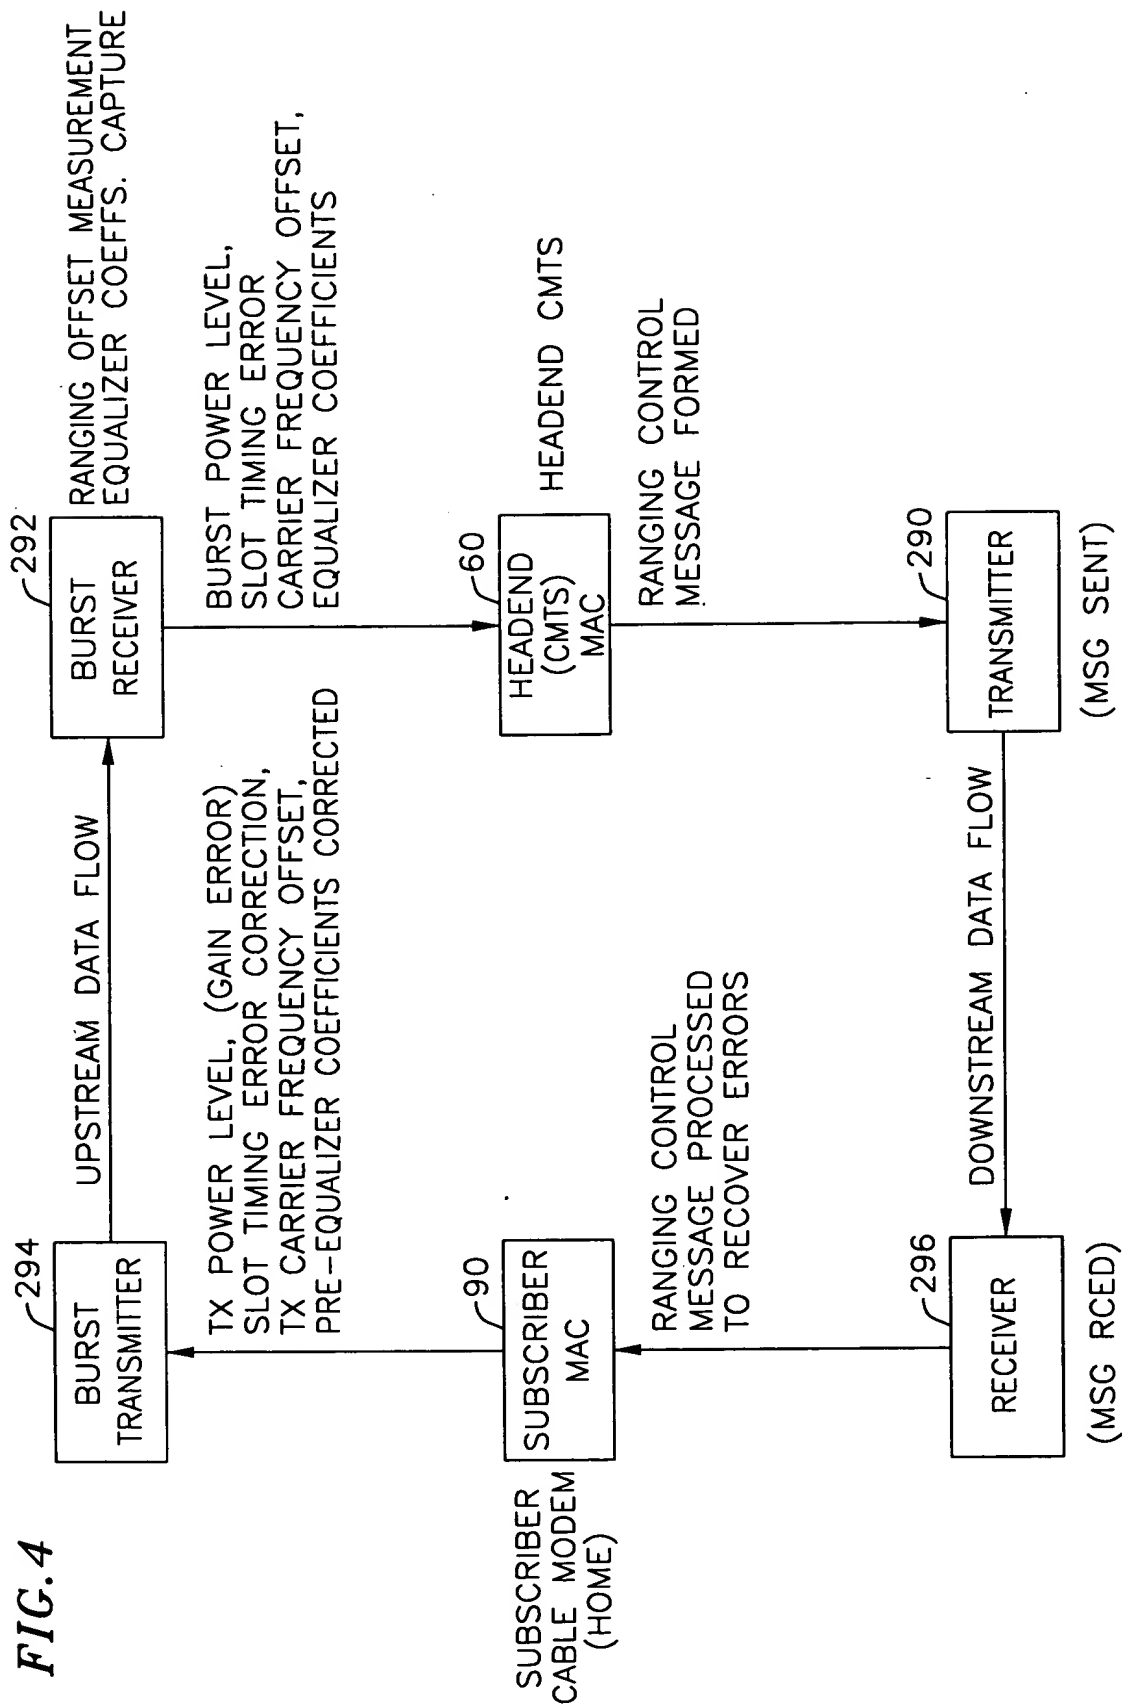 FIG.4
294
BURST
TRANSMITTER
UPSTREAM DATA FLOW
292
BURST
RECEIVER
RANGING OFFSET MEASUREMENT
EQUALIZER COEFFS. CAPTURE
TX POWER LEVEL, (GAIN ERROR)
SLOT TIMING ERROR CORRECTION,
TX CARRIER FREQUENCY OFFSET,
PRE-EQUALIZER COEFFICIENTS CORRECTED
BURST POWER LEVEL,
SLOT TIMING ERROR
CARRIER FREQUENCY OFFSET,
EQUALIZER COEFFICIENTS
SUBSCRIBER
CABLE MODEM
(HOME)
90
SUBSCRIBER
MAC
60
HEADEND
(CMTS)
MAC
HEADEND CMTS
RANGING CONTROL
MESSAGE PROCESSED
TO RECOVER ERRORS
RANGING CONTROL
MESSAGE FORMED
296
RECEIVER
(MSG RCED)
DOWNSTREAM DATA FLOW
290
TRANSMITTER
(MSG SENT)